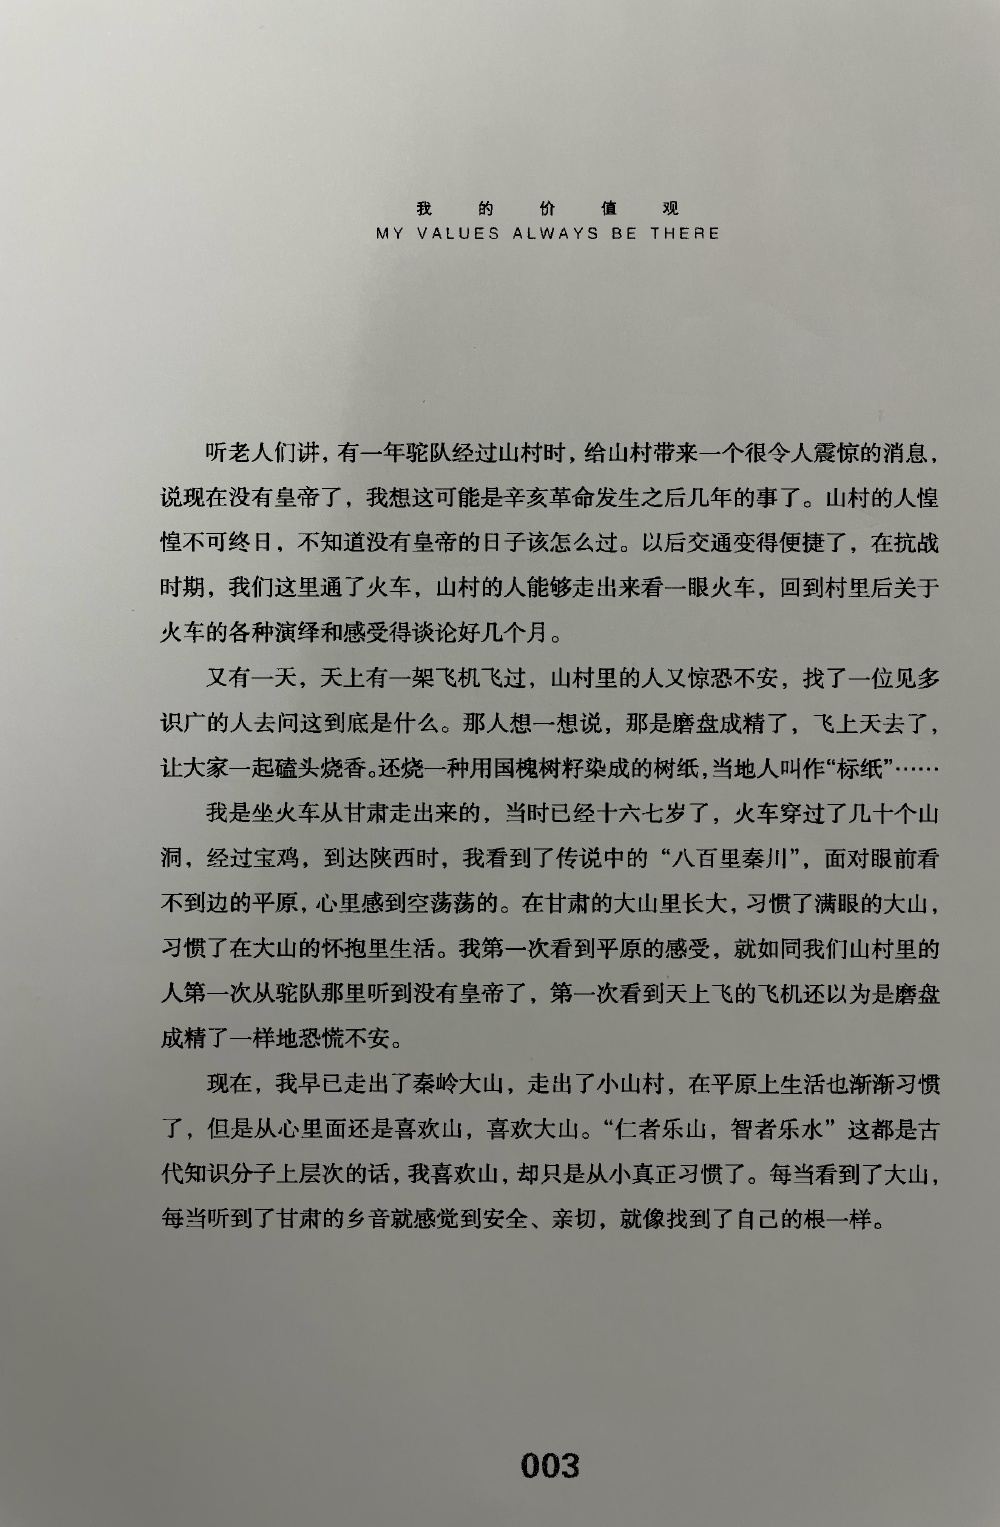 我的价值观
MY VALUES ALWAYS BE THERE
听老人们讲，有一年驼队经过山村时，给山村带来一个很令人震惊的消息，
说现在没有皇帝了，我想这可能是辛亥革命发生之后几年的事了。山村的人惶
惶不可终日，不知道没有皇帝的日子该怎么过。以后交通变得便捷了，在抗战
时期，我们这里通了火车，山村的人能够走出来看一眼火车，回到村里后关于
火车的各种演绎和感受得谈论好几个月。
又有一天，天上有一架飞机飞过，山村里的人又惊恐不安，找了一位见多
识广的人去问这到底是什么。那人想一想说，那是磨盘成精了，飞上天去了，
让大家一起磕头烧香。还烧一种用国槐树籽染成的树纸，当地人叫作“标纸”……
我是坐火车从甘肃走出来的，当时已经十六七岁了，火车穿过了几十个山
洞，经过宝鸡，到达陕西时，我看到了传说中的“八百里秦川”，面对眼前看
不到边的平原，心里感到空荡荡的。在甘肃的大山里长大，习惯了满眼的大山，
习惯了在大山的怀抱里生活。我第一次看到平原的感受，就如同我们山村里的
人第一次从驼队那里听到没有皇帝了，第一次看到天上飞的飞机还以为是磨盘
成精了一样地恐慌不安。
现在，我早已走出了秦岭大山，走出了小山村，在平原上生活也渐渐习惯
了，但是从心里面还是喜欢山，喜欢大山。“仁者乐山，智者乐水”这都是古
代知识分子上层次的话，我喜欢山，却只是从小真正习惯了。每当看到了大山，
每当听到了甘肃的乡音就感觉到安全、亲切，就像找到了自己的根一样。
003